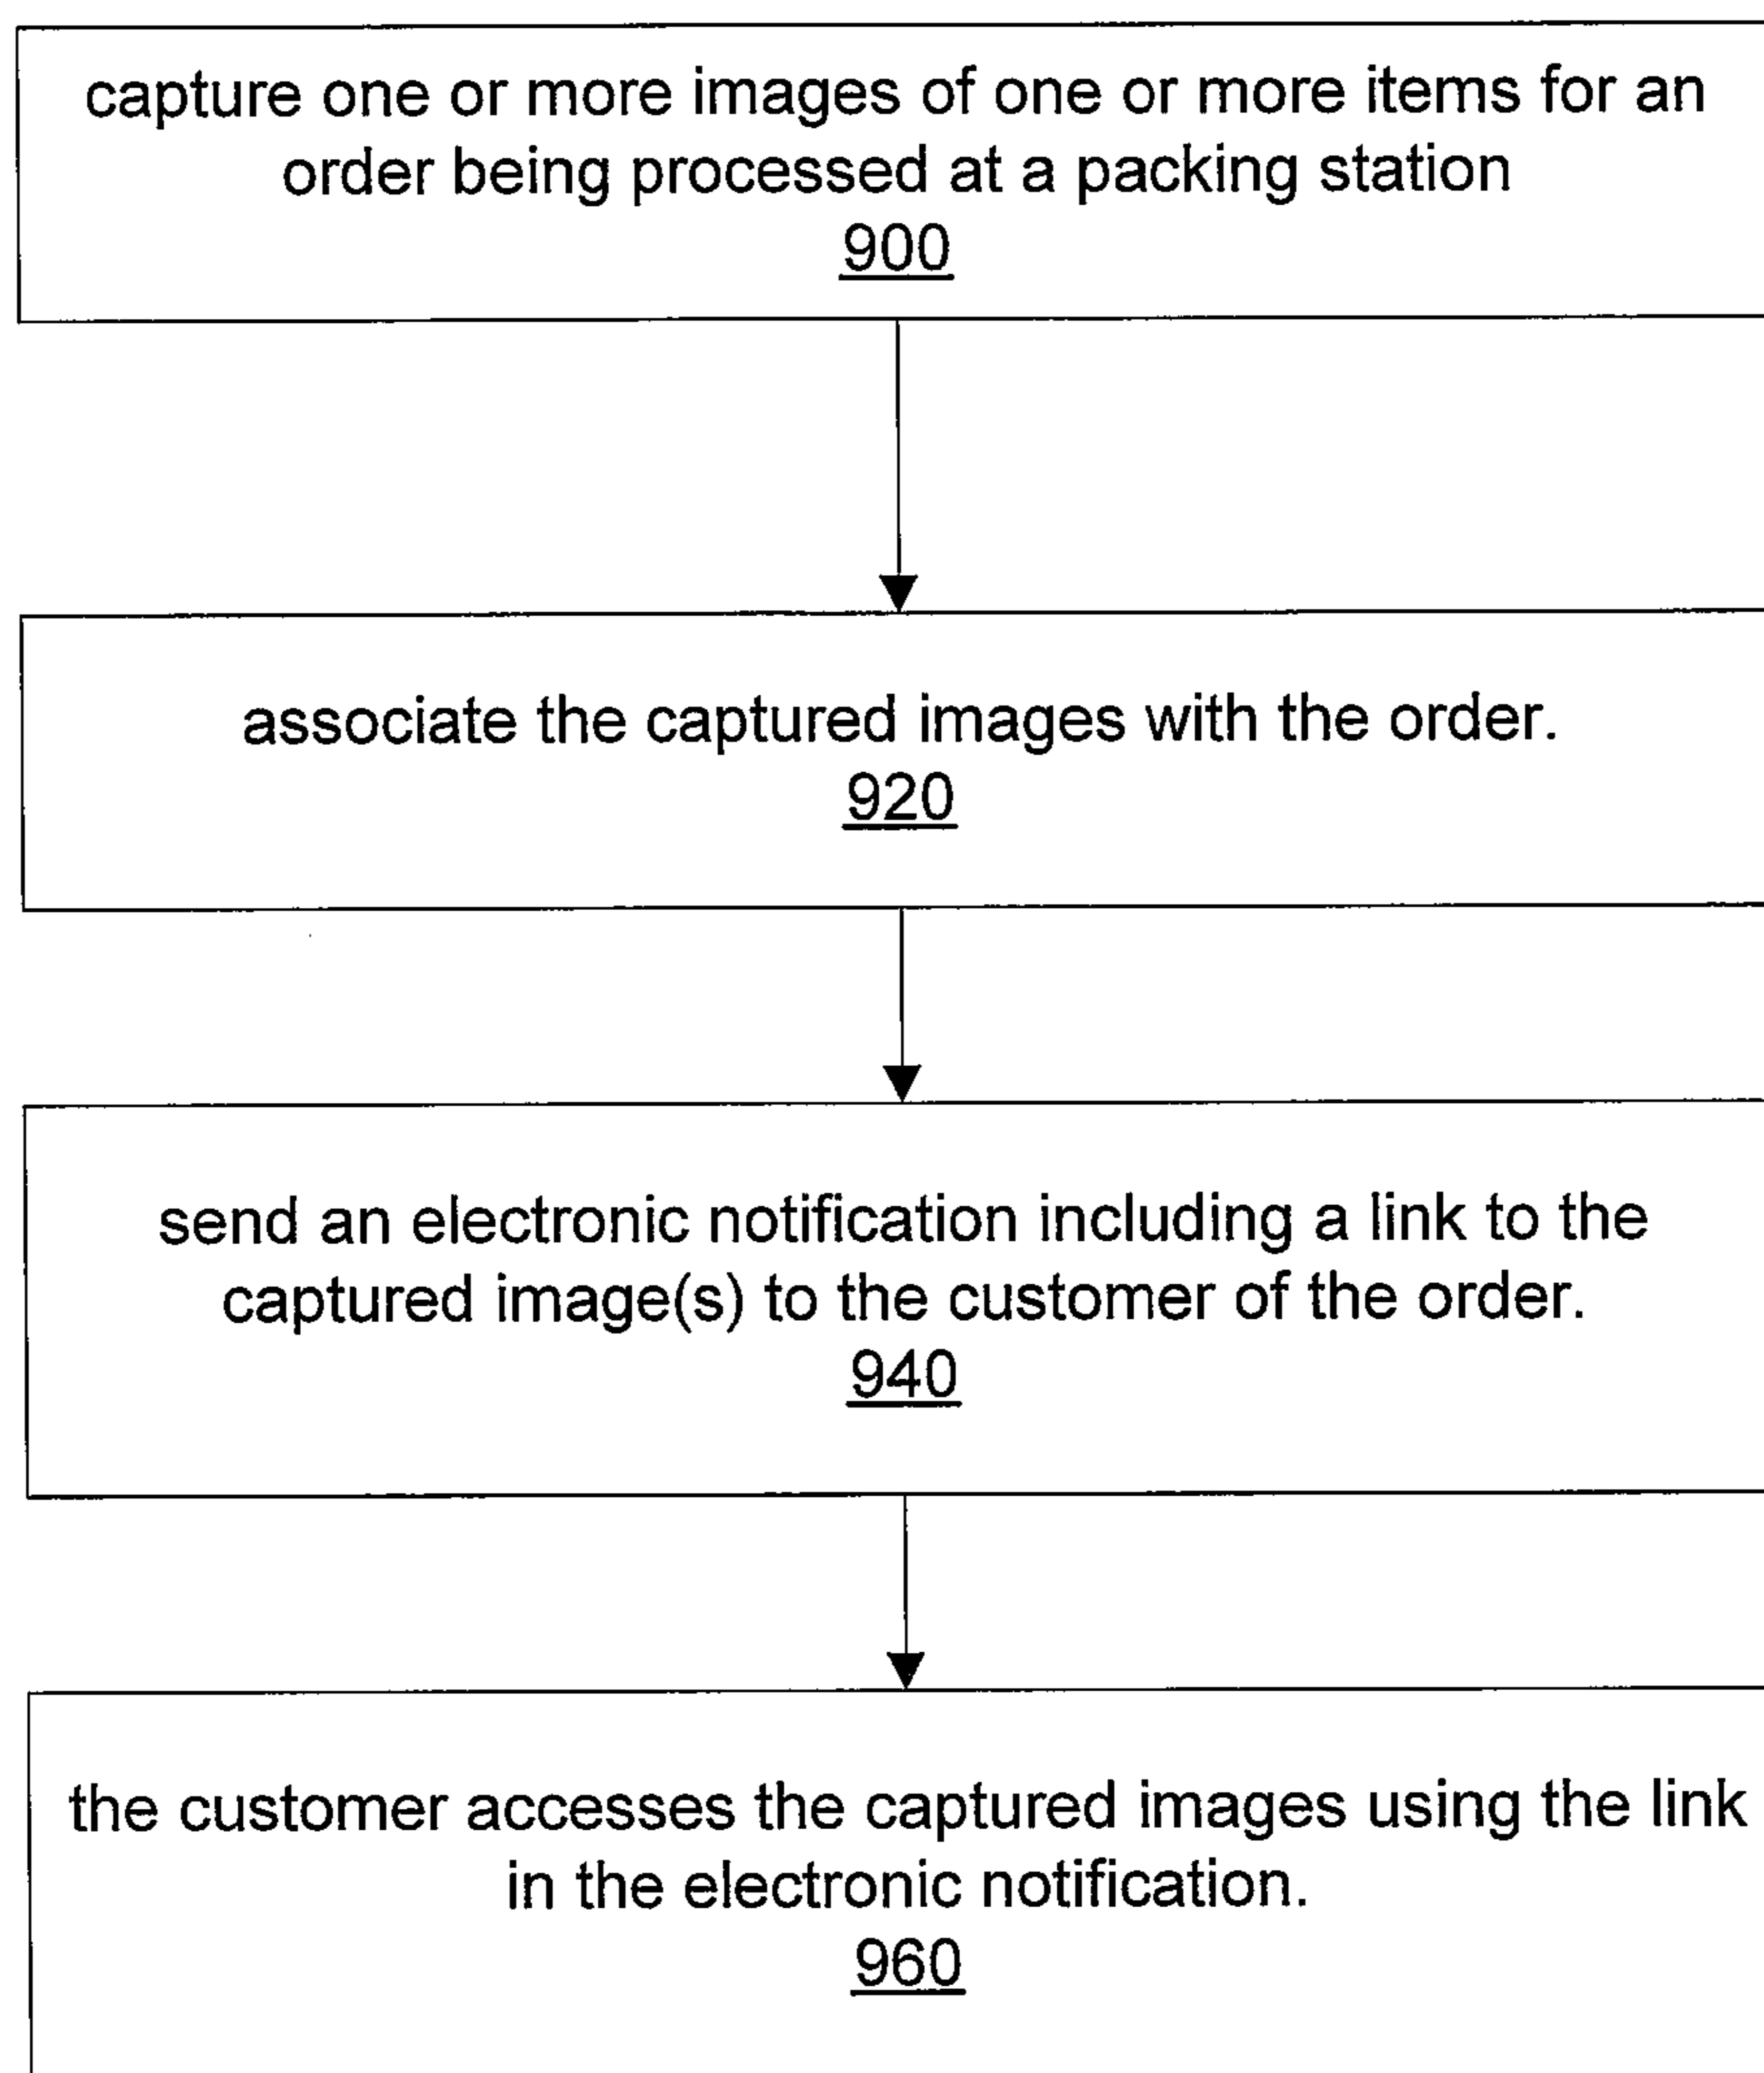 capture one or more images of one or more items for an
order being processed at a packing station
900
associate the captured images with the order.
920
send an electronic notification including a link to the
captured image(s) to the customer of the order.
940
the customer accesses the captured images using the link
in the electronic notification.
960